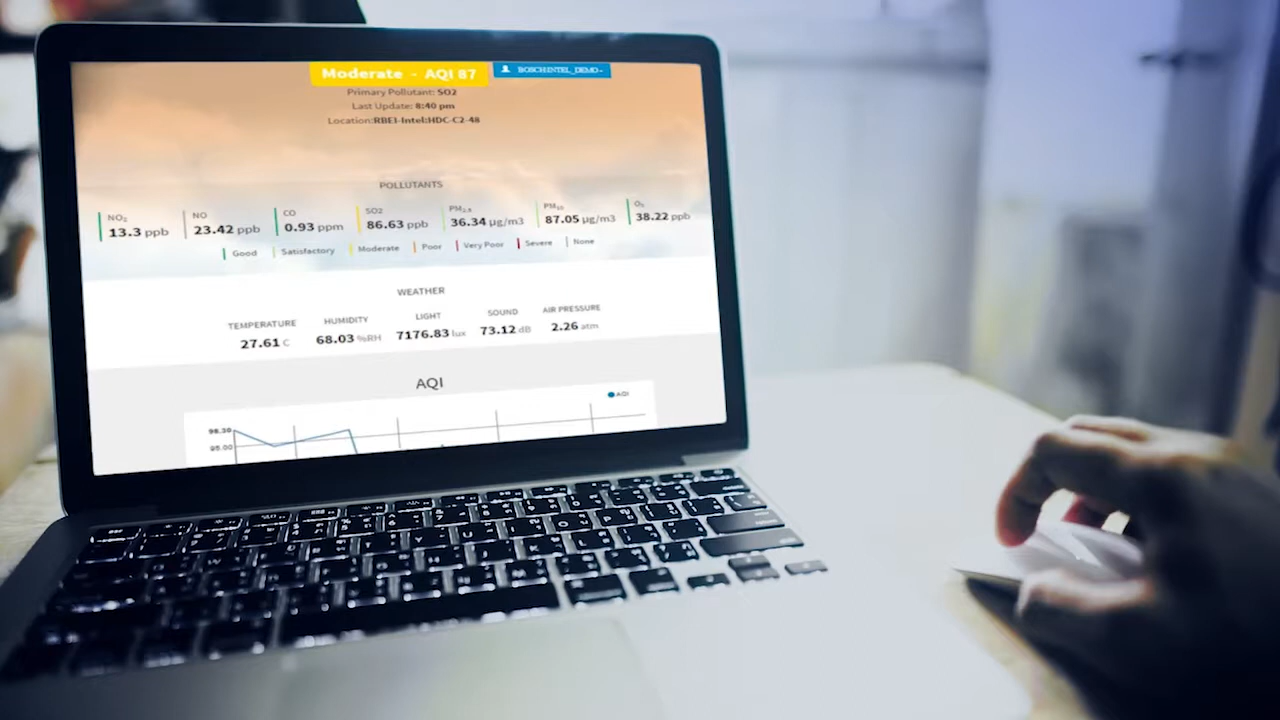 Moderate - AQI 87
BOSCHINTEL_DEMO
Primary Pollutant: SO2
Last Update: 8:40 pm
Location:RBEI-Intel:HDC-C2-48
POLLUTANTS
NO₂ NO CO SO2 PM₂.₅ PM₁₀ O₃
13.3 ppb 23.42 ppb 0.93 ppm 86.63 ppb 36.34 µg/m3 87.05 µg/m3 38.22 ppb
Good Satisfactory Moderate Poor Very Poor Severe None
WEATHER
TEMPERATURE HUMIDITY LIGHT SOUND AIR PRESSURE
27.61 C 68.03 %RH 7176.83 lux 73.12 dB 2.26 atm
AQI
AQI
98.30
95.00